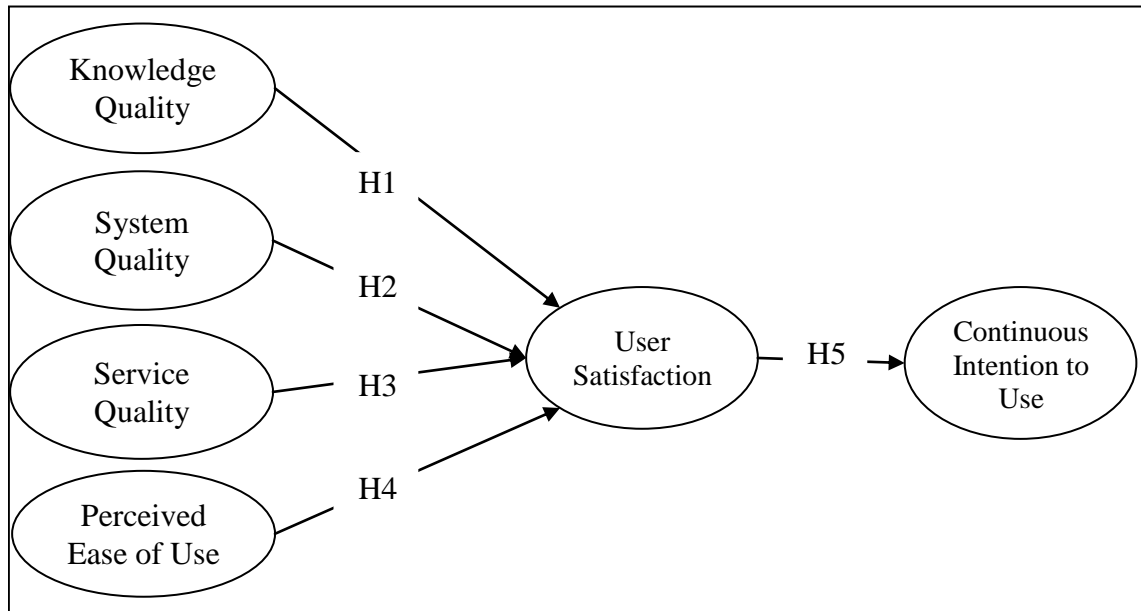 Knowledge
Quality
H1
System
Quality
H2
Service
Quality
H3
Perceived
Ease of Use
H4
User
Satisfaction
H5
Continuous
Intention to
Use